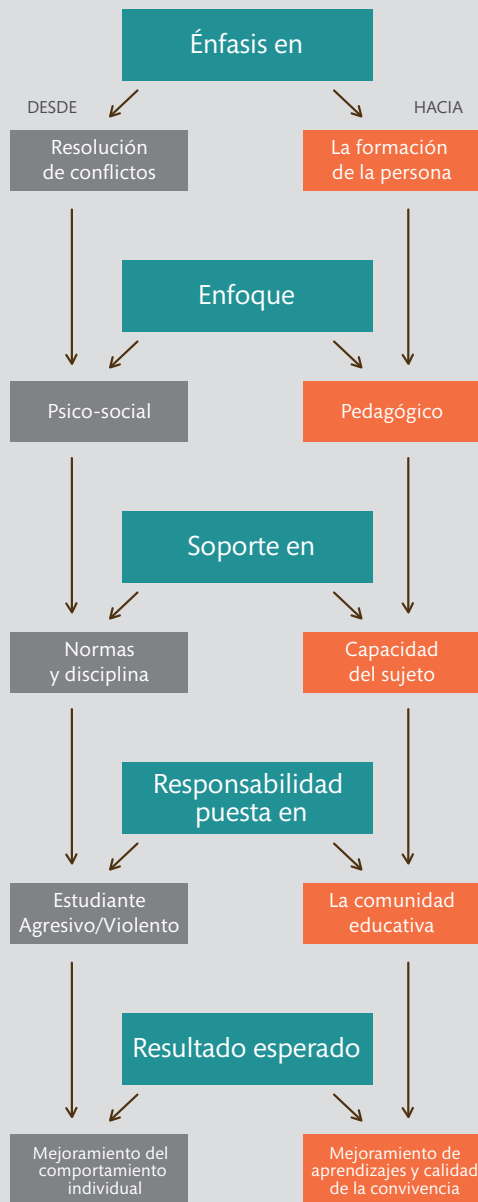 Énfasis en
DESDE
HACIA
Resolución
de conflictos
La formación
de la persona
Enfoque
Psico-social
Pedagógico
Soporte en
Normas
y disciplina
Capacidad
del sujeto
Responsabilidad
puesta en
Estudiante
Agresivo/Violento
La comunidad
educativa
Resultado esperado
Mejoramiento del
comportamiento
individual
Mejoramiento de
aprendizajes y calidad
de la convivencia